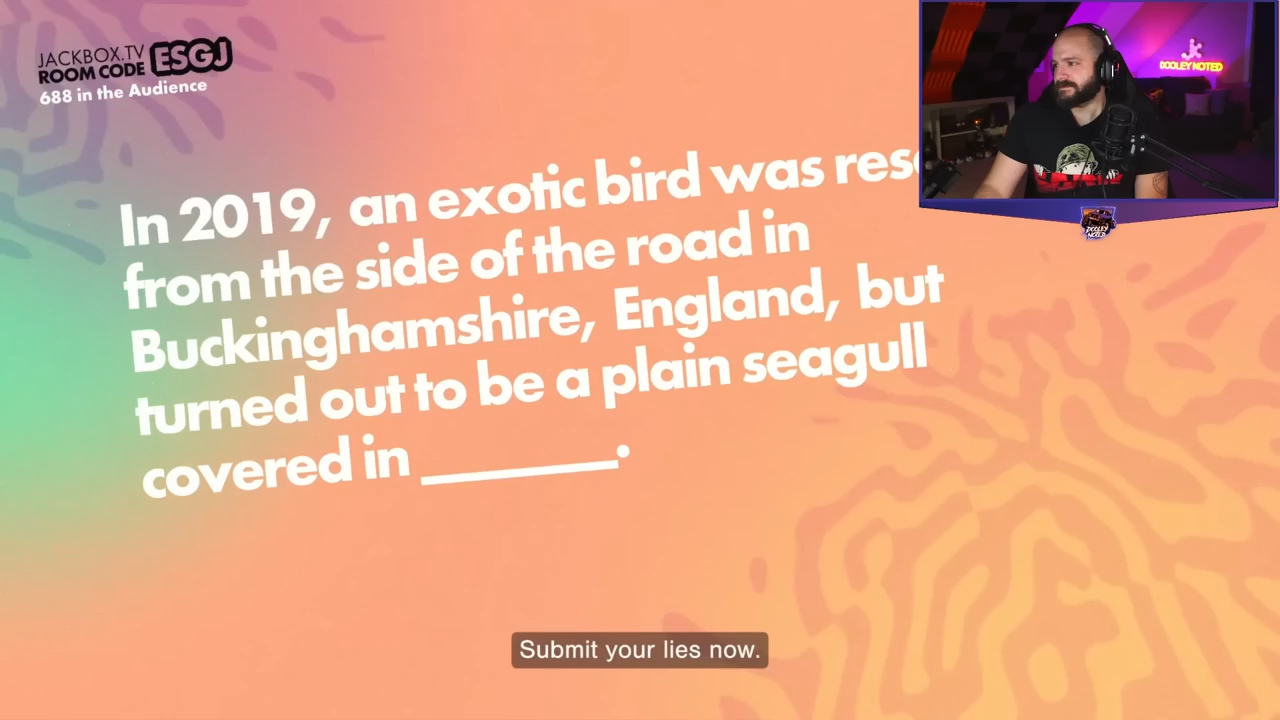 JACKBOX.TV
ROOM CODE ESGJ
688 in the Audience
DOOLEY NOTED
DOOLEY
NOTED
In 2019, an exotic bird was
from the side of the road in
Buckinghamshire, England, but
turned out to be a plain seagull
covered in ________.
Submit your lies now.